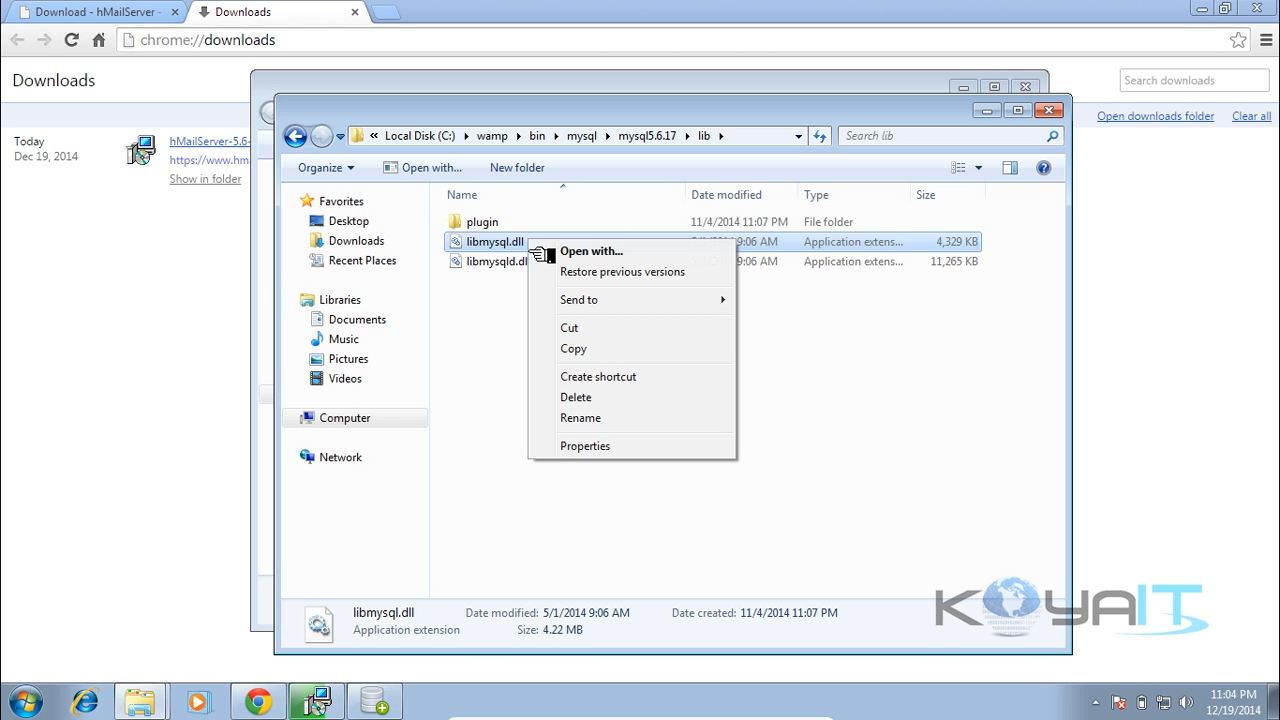 Download - hMailServer -
Downloads
chrome://downloads
Downloads
Search downloads
Open downloads folder
Clear all
Today
Dec 19, 2014
hMailServer-5.6-
https://www.hm
Show in folder
« Local Disk (C:) wamp bin mysql mysql5.6.17 lib
Search lib
Organize
Open with...
New folder
Name
Date modified
Type
Size
Favorites
Desktop
Downloads
Recent Places
Libraries
Documents
Music
Pictures
Videos
Computer
Network
plugin 11/4/2014 11:07 PM File folder
libmysql.dll 9:06 AM Application extens... 4,329 KB
libmysqld.dl 9:06 AM Application extens... 11,265 KB
Open with...
Restore previous versions
Send to
Cut
Copy
Create shortcut
Delete
Rename
Properties
libmysql.dll
Date modified: 5/1/2014 9:06 AM
Date created: 11/4/2014 11:07 PM
Application extension
Size: 4.22 MB
KOYAIT
11:04 PM
12/19/2014